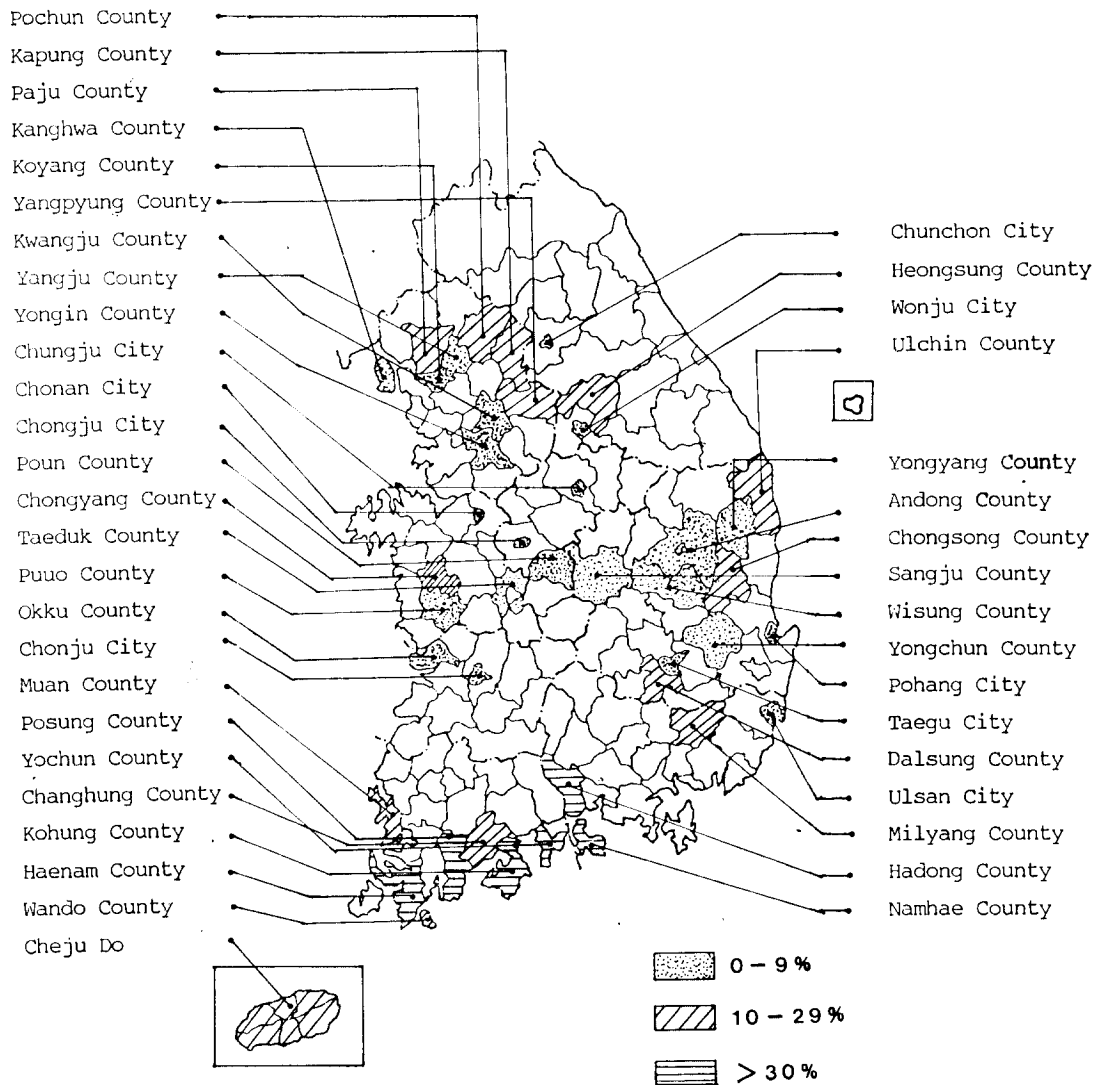 Pochun County
Kapung County
Paju County
Kanghwa County
Koyang County
Yangpyung County
Kwangju County
Yangju County
Yongin County
Chungju City
Chonan City
Chongju City
Poun County
Chongyang County
Taeduk County
Puuo County
Okku County
Chonju City
Muan County
Posung County
Yochun County
Changhung County
Kohung County
Haenam County
Wando County
Cheju Do
Chunchon City
Heongsung County
Wonju City
Ulchin County
Yongyang County
Andong County
Chongsong County
Sangju County
Wisung County
Yongchun County
Pohang City
Taegu City
Dalsung County
Ulsan City
Milyang County
Hadong County
Namhae County
0 - 9 %
10 - 29 %
> 30 %